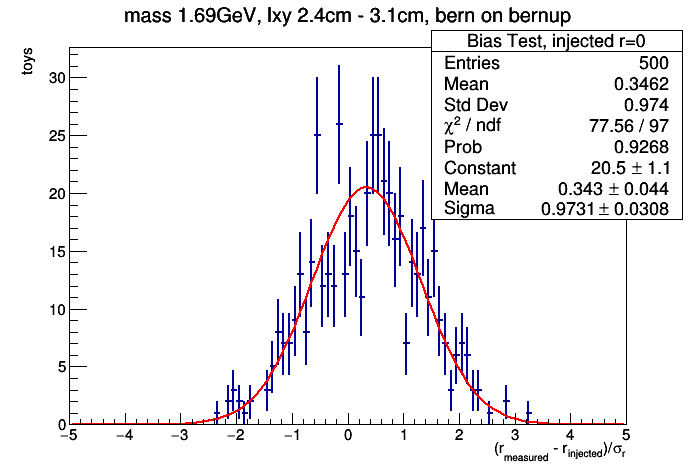 mass 1.69GeV, lxy 2.4cm - 3.1cm, bern on bernup
Bias Test, injected r=0
Entries 500
Mean 0.3462
Std Dev 0.974
χ² / ndf 77.56 / 97
Prob 0.9268
Constant 20.5 ± 1.1
Mean 0.343 ± 0.044
Sigma 0.9731 ± 0.0308
toys
30
25
20
15
10
5
0
−5 −4 −3 −2 −1 0 1 2 3 4 5
(r_measured - r_injected)/σ_r